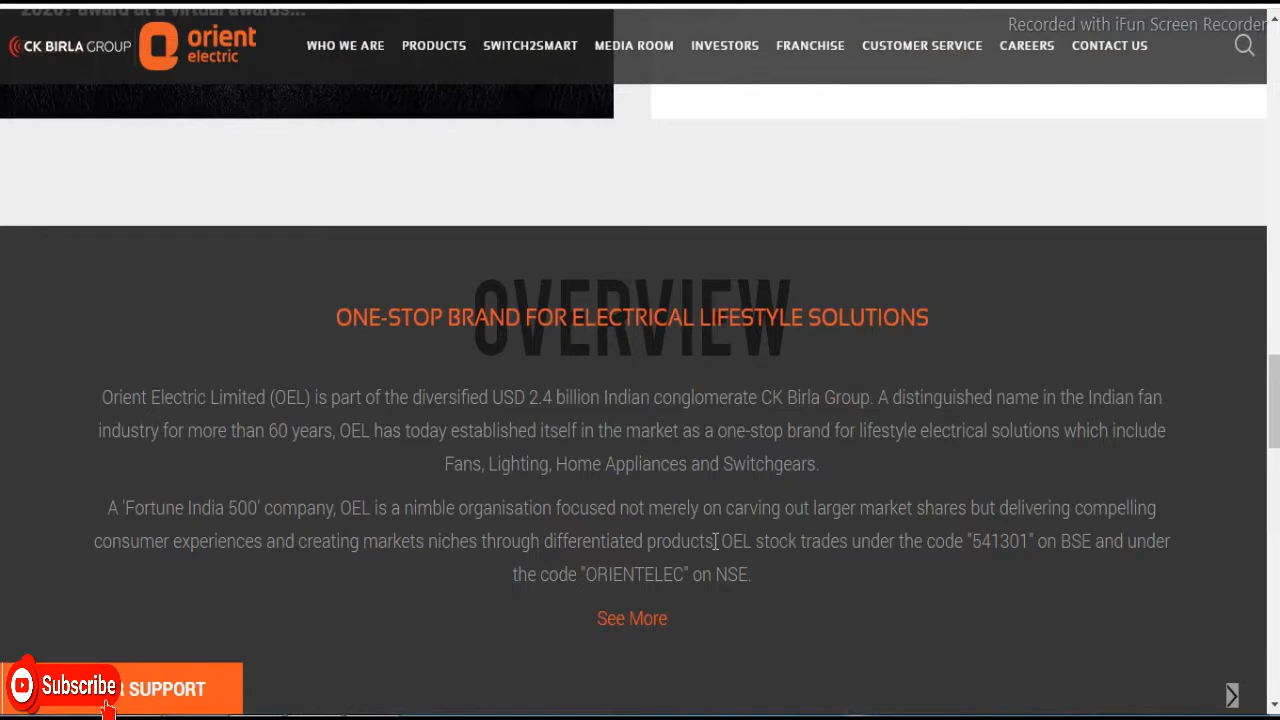 2020? award at a virtual awards...
Recorded with iFun Screen Recorder
CK BIRLA GROUP
orient
electric
WHO WE ARE PRODUCTS SWITCH2SMART MEDIA ROOM INVESTORS FRANCHISE CUSTOMER SERVICE CAREERS CONTACT US
OVERVIEW
ONE-STOP BRAND FOR ELECTRICAL LIFESTYLE SOLUTIONS
Orient Electric Limited (OEL) is part of the diversified USD 2.4 billion Indian conglomerate CK Birla Group. A distinguished name in the Indian fan
industry for more than 60 years, OEL has today established itself in the market as a one-stop brand for lifestyle electrical solutions which include
Fans, Lighting, Home Appliances and Switchgears.
A 'Fortune India 500' company, OEL is a nimble organisation focused not merely on carving out larger market shares but delivering compelling
consumer experiences and creating markets niches through differentiated products. OEL stock trades under the code "541301" on BSE and under
the code "ORIENTELEC" on NSE.
See More
Subscribe
SUPPORT